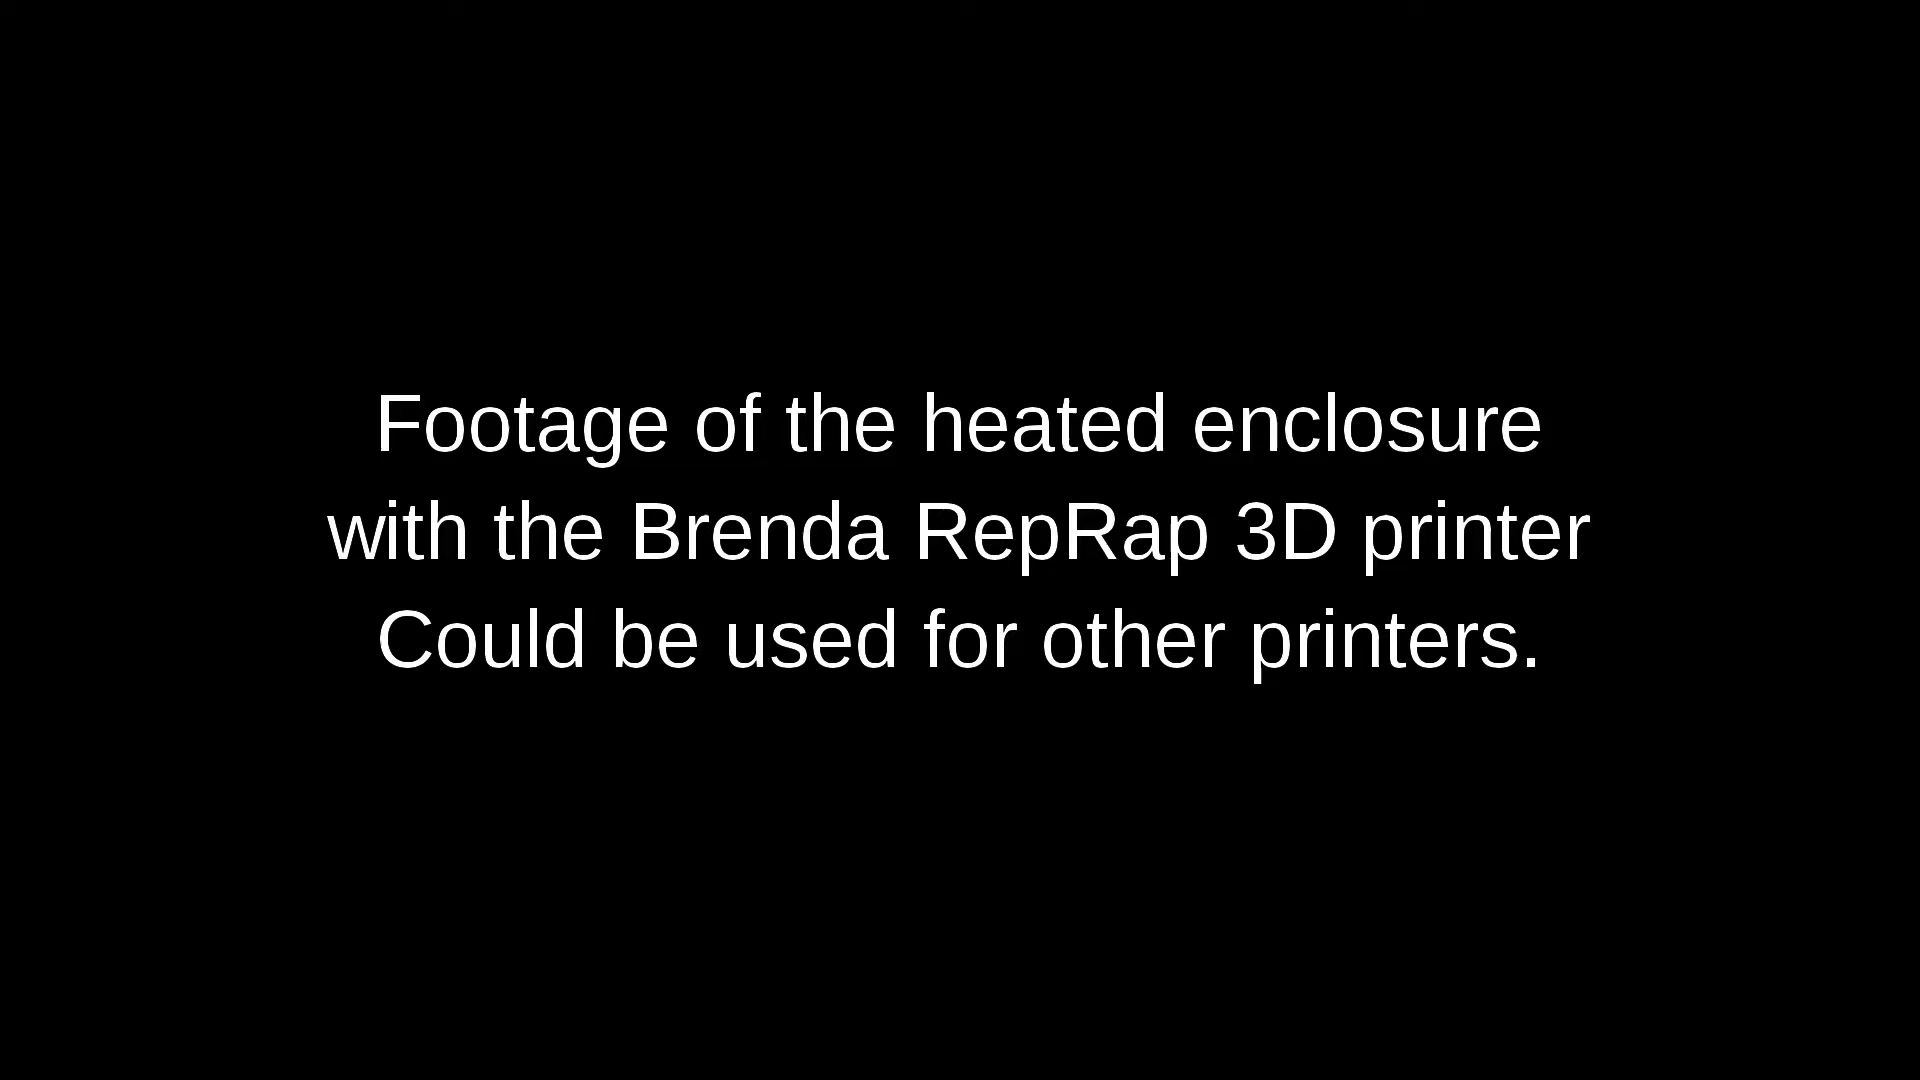 Footage of the heated enclosure
with the Brenda RepRap 3D printer
Could be used for other printers.